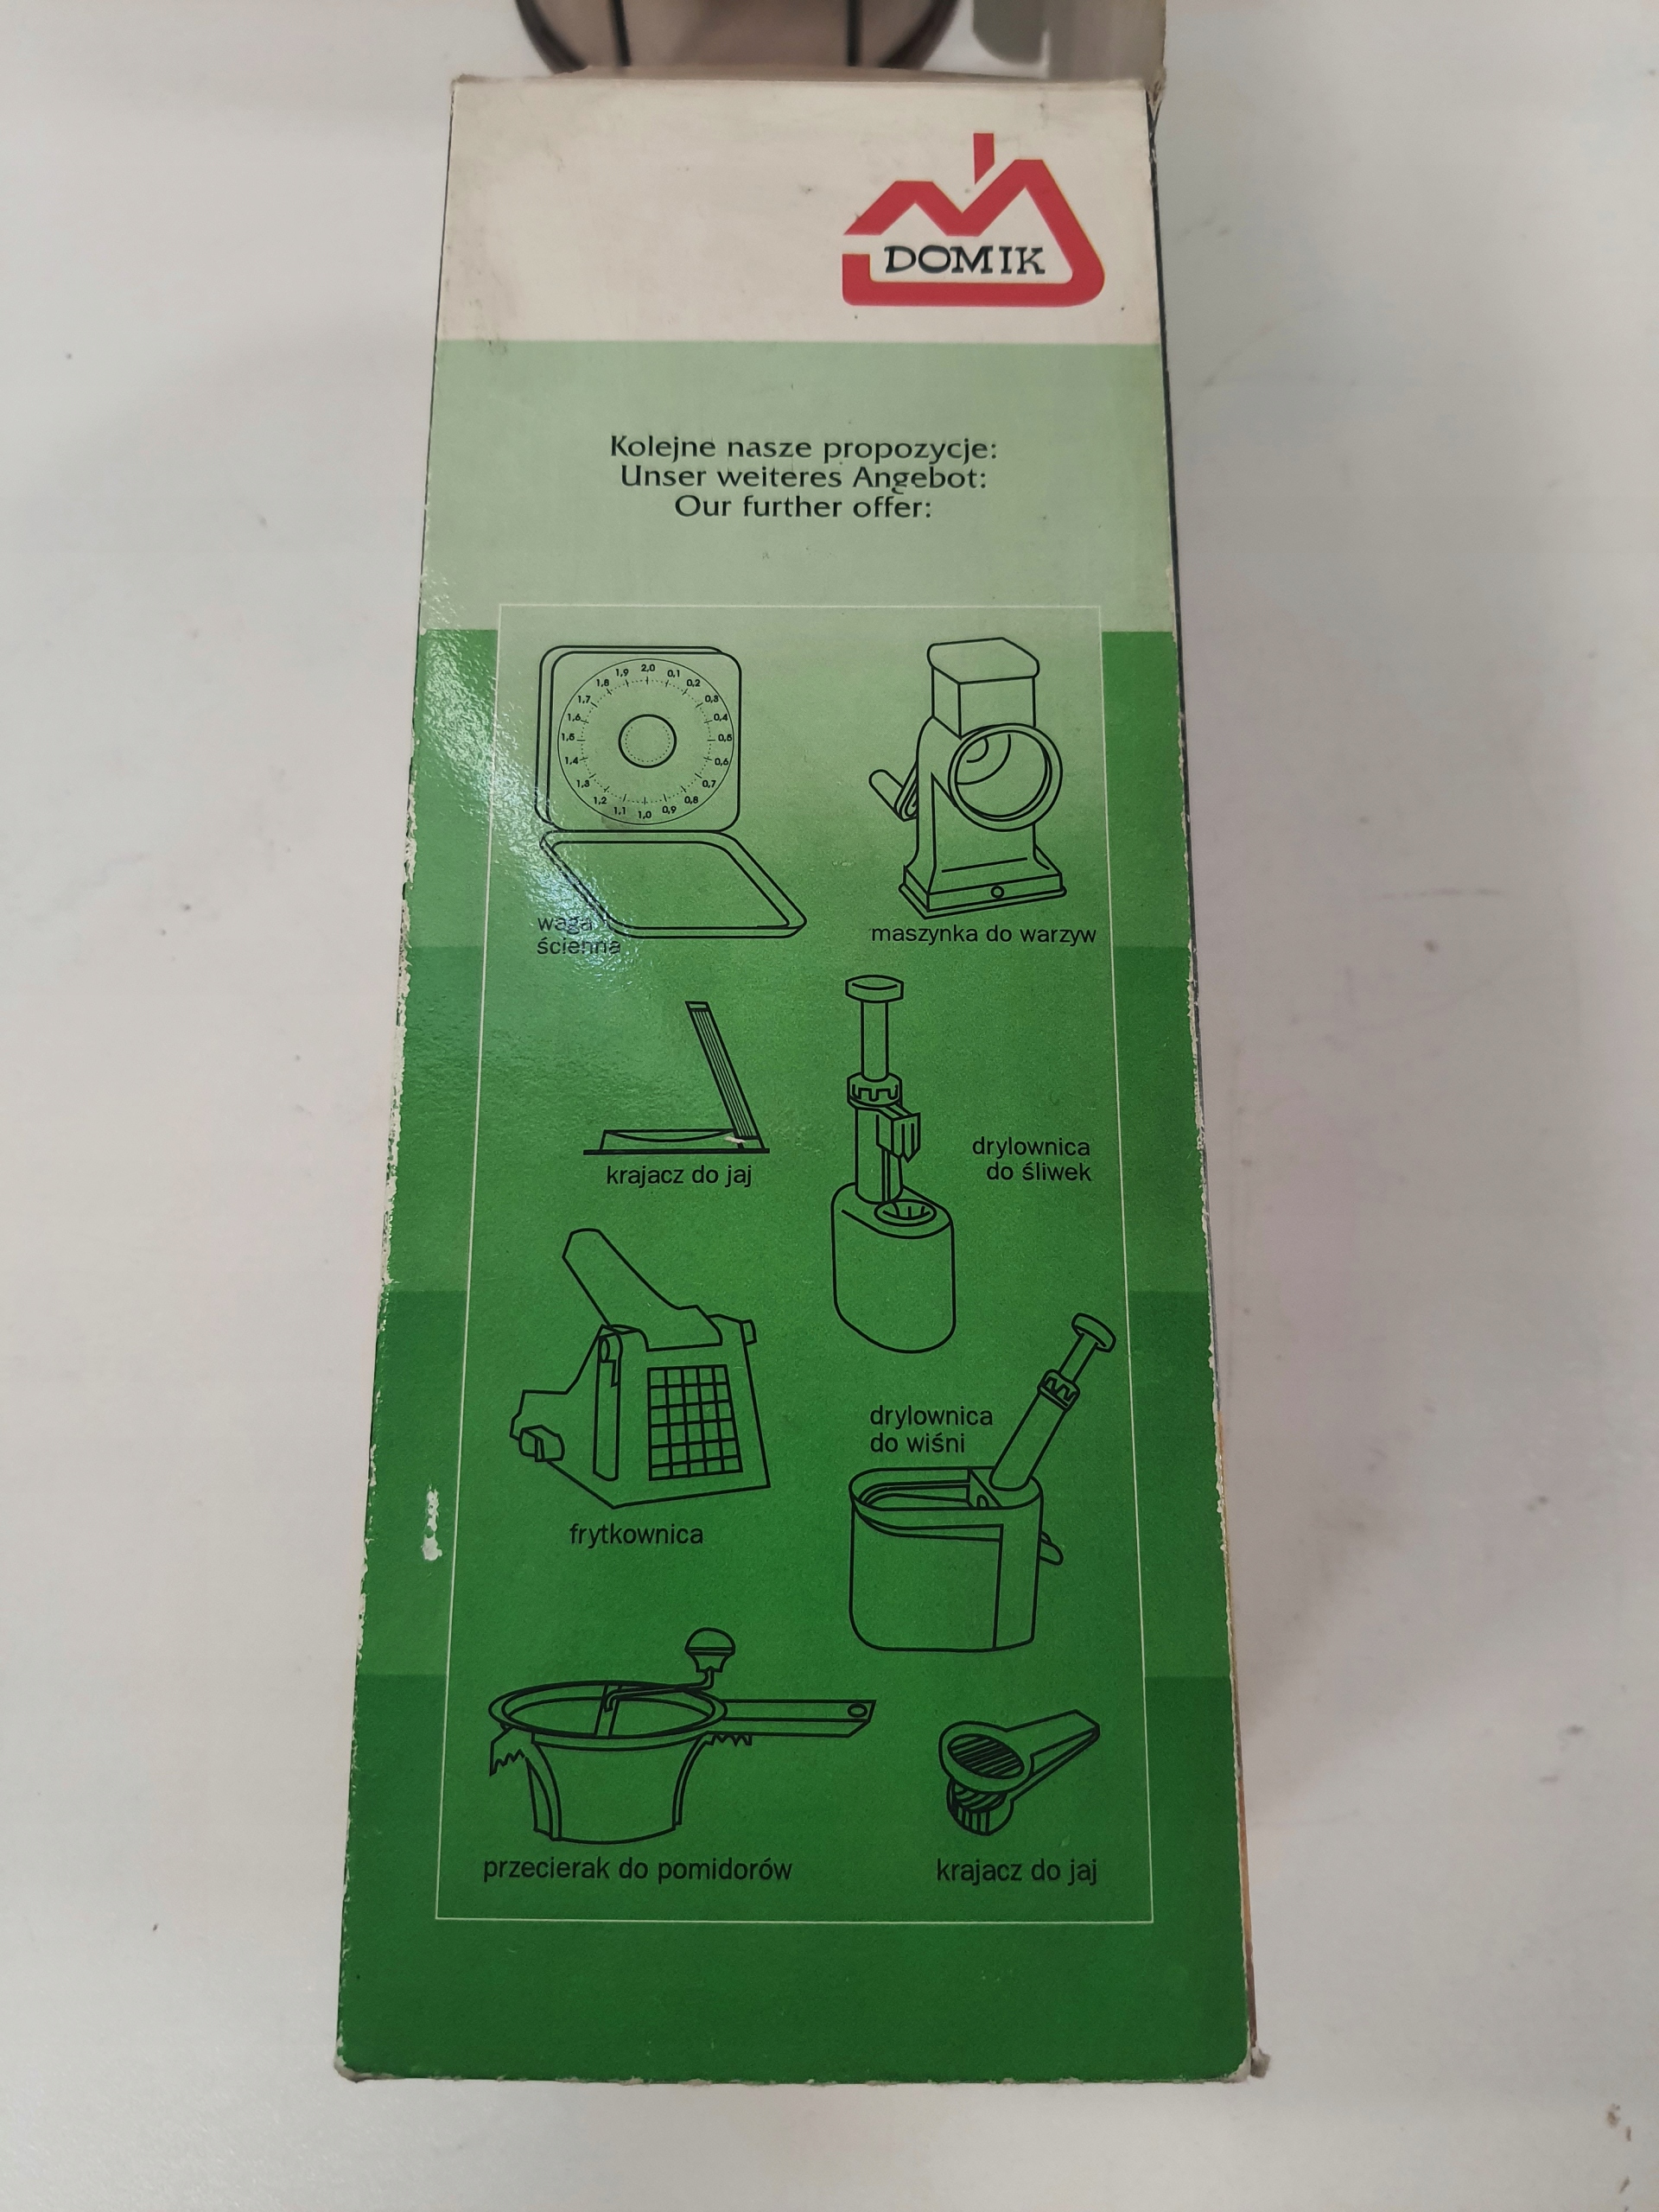 DOMIK
Kolejne nasze propozycje:
Unser weiteres Angebot:
Our further offer:
2,0
0,1
0,2
0,3
0,4
0,5
0,6
0,7
0,8
0,9
1,0
1,1
1,2
1,3
1,4
1,5
1,6
1,7
1,8
1,9
waga
ścienna
maszynka do warzyw
krajacz do jaj
drylownica
do śliwek
frytkownica
drylownica
do wiśni
przecierak do pomidorów
krajacz do jaj